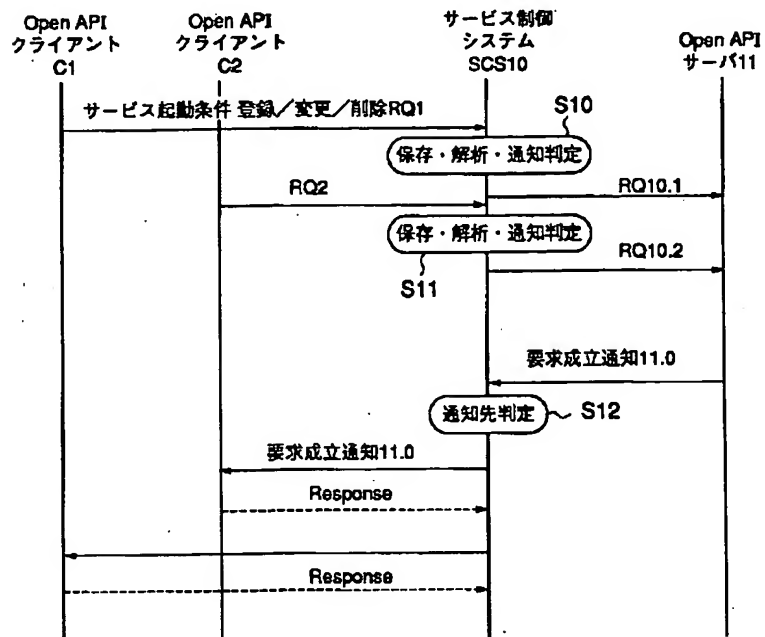 Open API
クライアント
C1
Open API
クライアント
C2
サービス制御
システム
SCS10
Open API
サーバ11
サービス起動条件 登録／変更／削除RQ1
S10
保存・解析・通知判定
RQ2
RQ10.1
保存・解析・通知判定
RQ10.2
S11
要求成立通知11.0
通知先判定
S12
要求成立通知11.0
Response
Response